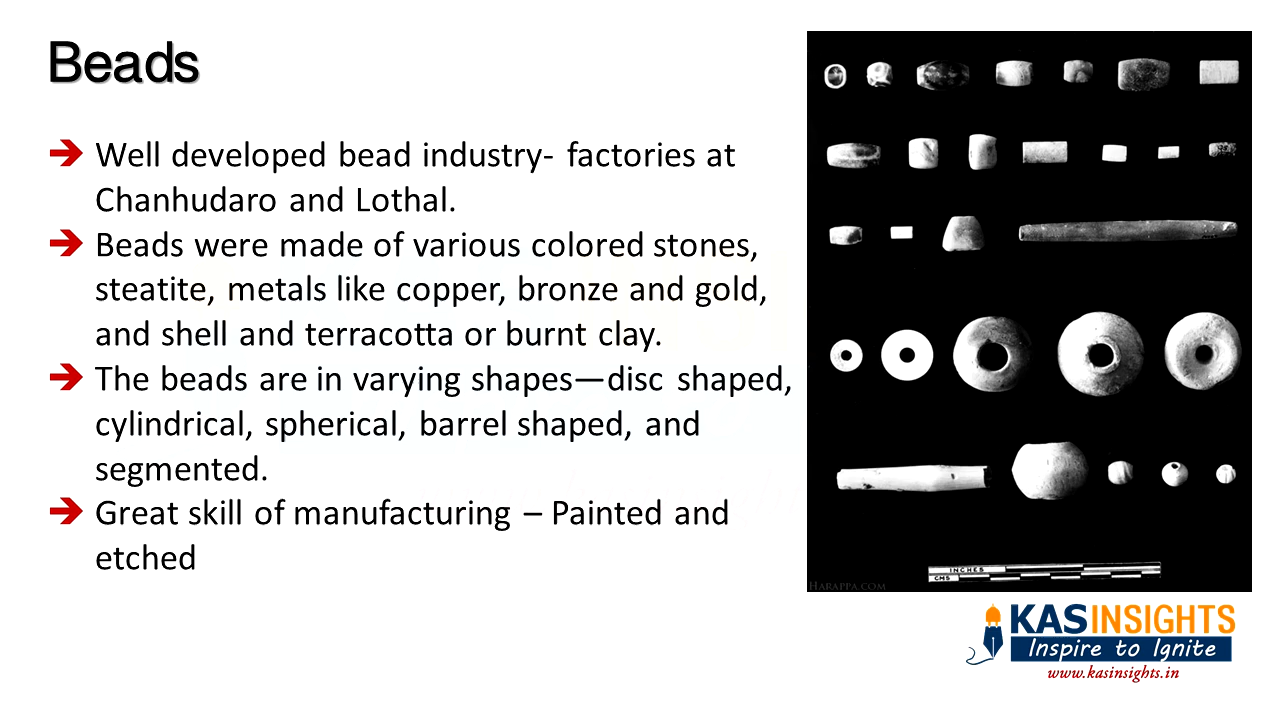 Beads
➔ Well developed bead industry- factories at
Chanhudaro and Lothal.
➔ Beads were made of various colored stones,
steatite, metals like copper, bronze and gold,
and shell and terracotta or burnt clay.
➔ The beads are in varying shapes—disc shaped,
cylindrical, spherical, barrel shaped, and
segmented.
➔ Great skill of manufacturing – Painted and
etched
INCHES
CMS
HARAPPA.COM
KASINSIGHTS
Inspire to Ignite
www.kasinsights.in